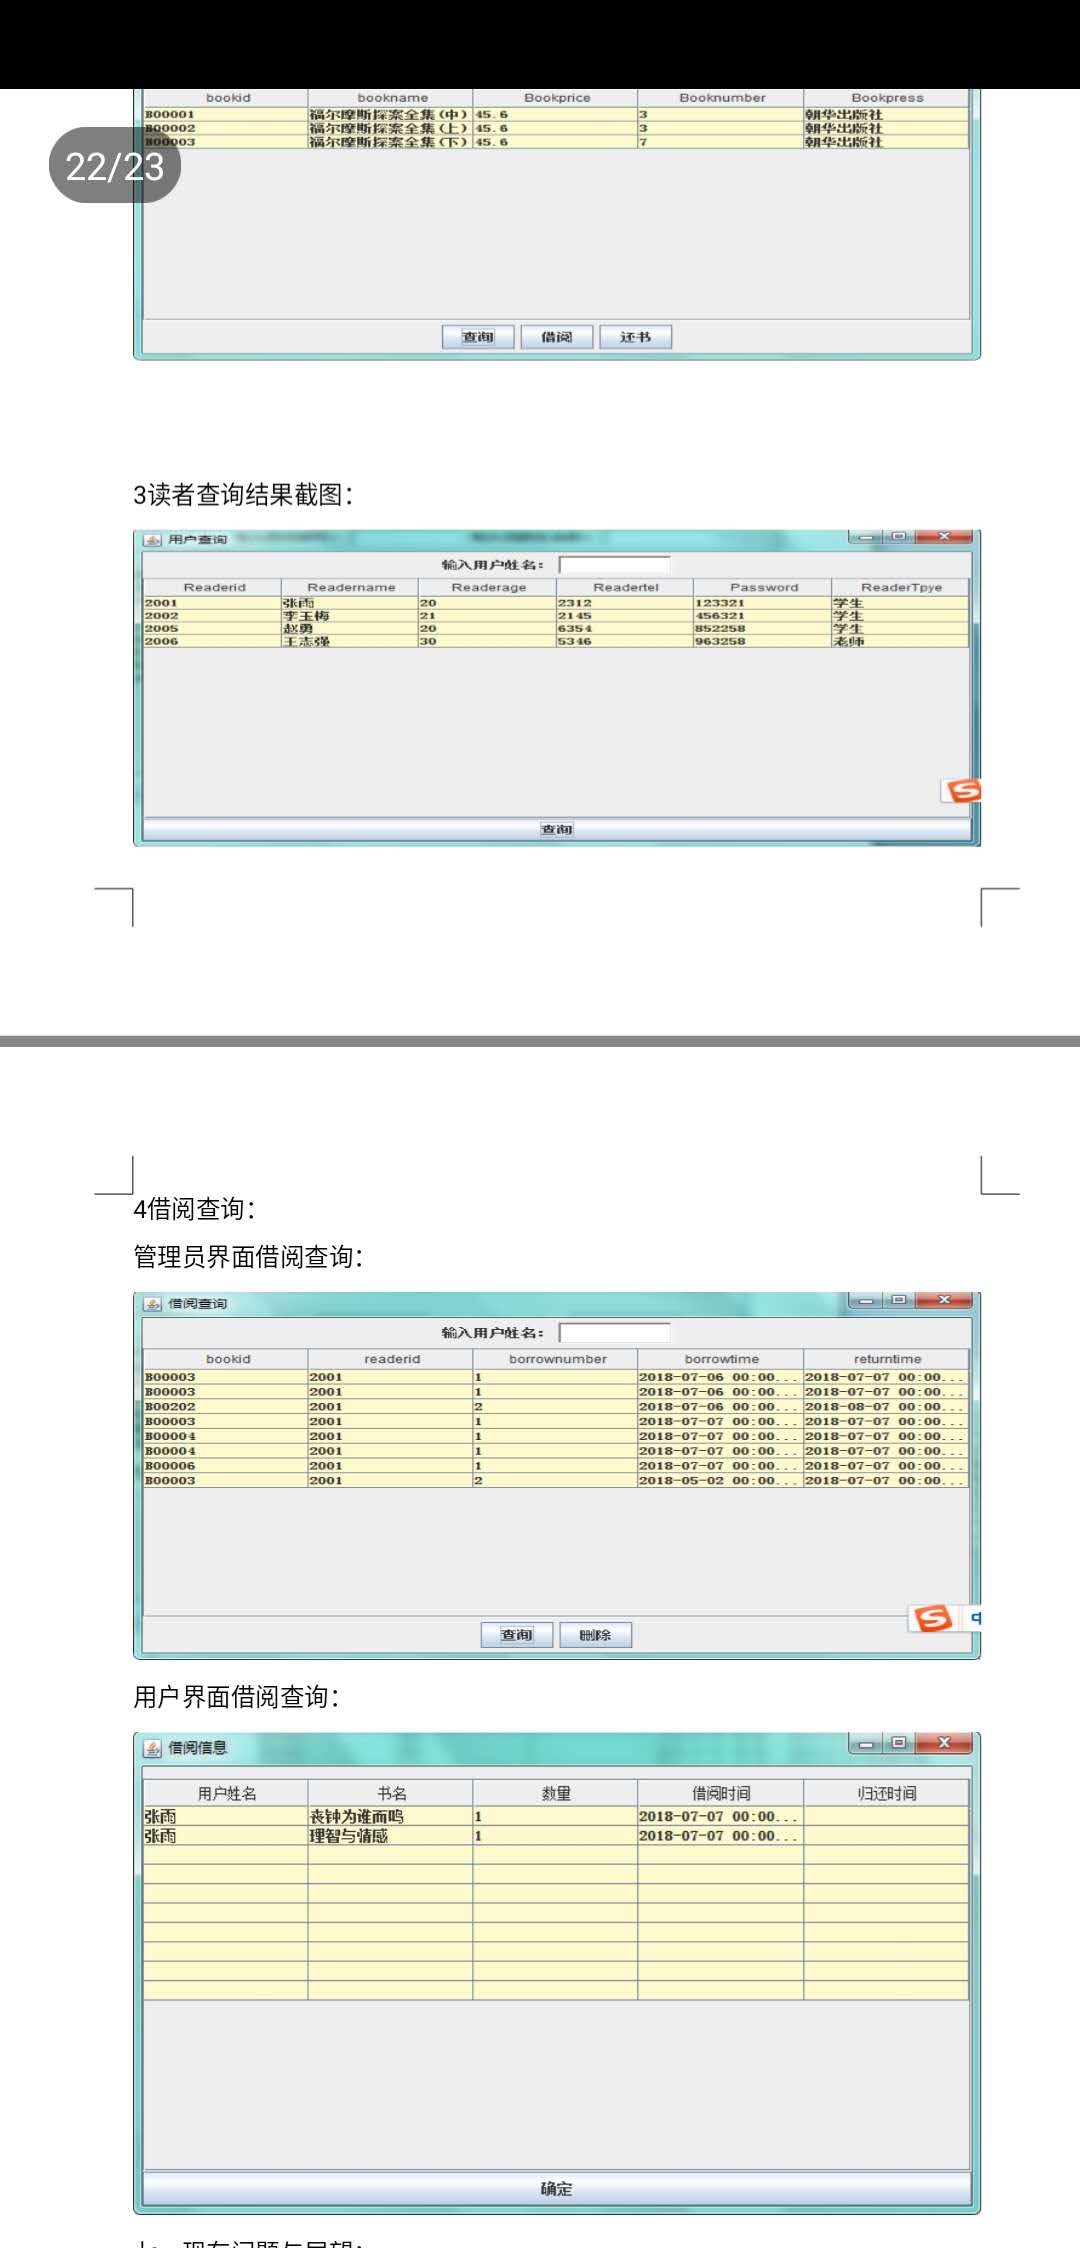 bookid bookname Bookprice Booknumber Bookpress
B00001 福尔摩斯探案全集(中) 45.6 3 朝华出版社
B00002 福尔摩斯探案全集(上) 45.6 3 朝华出版社
B00003 福尔摩斯探案全集(下) 45.6 7 朝华出版社
22/23
查询 借阅 还书
3读者查询结果截图：
用户查询
输入用户姓名：
Readerid Readername Readerage Readertel Password ReaderTpye
2001 张雨 20 2312 123321 学生
2002 李玉梅 21 2145 456321 学生
2005 赵勇 20 6354 852258 学生
2006 王志强 30 5346 963258 老师
查询
4借阅查询：
管理员界面借阅查询：
借阅查询
输入用户姓名：
bookid readerid borrownumber borrowtime returntime
B00003 2001 1 2018-07-06 00:00... 2018-07-07 00:00...
B00003 2001 1 2018-07-06 00:00... 2018-07-07 00:00...
B00202 2001 2 2018-07-06 00:00... 2018-08-07 00:00...
B00003 2001 1 2018-07-07 00:00... 2018-07-07 00:00...
B00004 2001 1 2018-07-07 00:00... 2018-07-07 00:00...
B00004 2001 1 2018-07-07 00:00... 2018-07-07 00:00...
B00006 2001 1 2018-07-07 00:00... 2018-07-07 00:00...
B00003 2001 2 2018-05-02 00:00... 2018-07-07 00:00...
查询 删除
用户界面借阅查询：
借阅信息
用户姓名 书名 数量 借阅时间 归还时间
张雨 丧钟为谁而鸣 1 2018-07-07 00:00...
张雨 理智与情感 1 2018-07-07 00:00...
确定